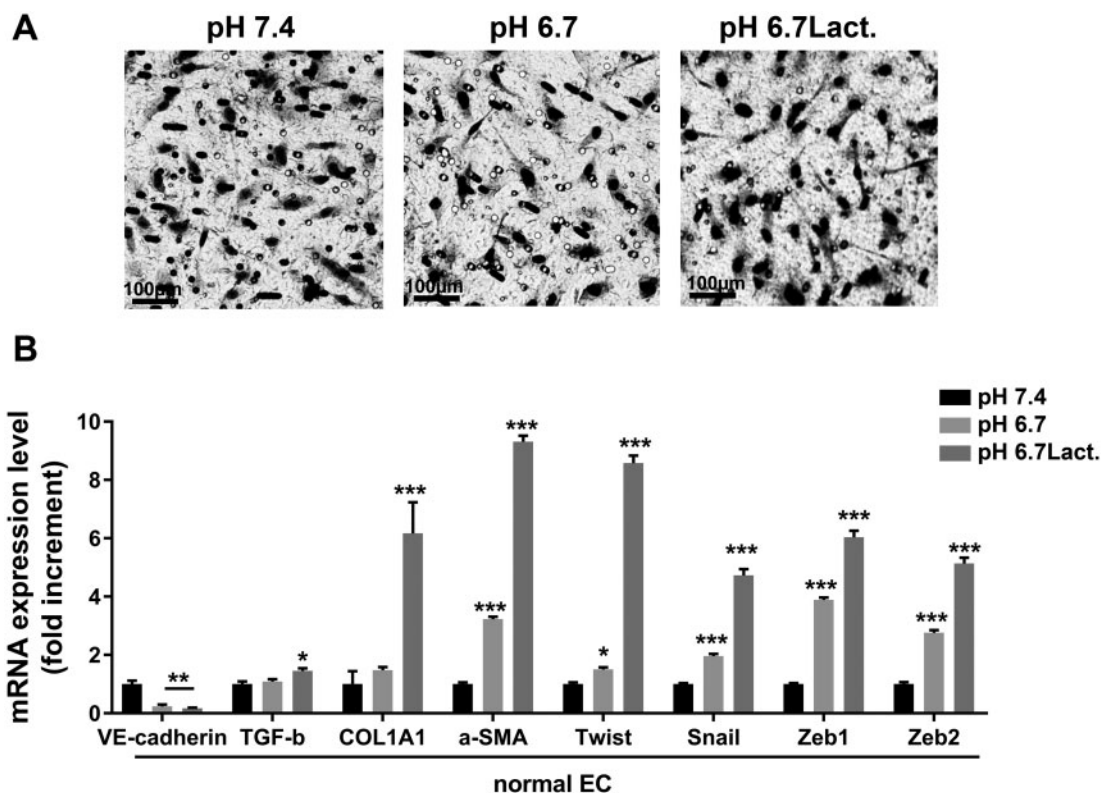 A
pH 7.4
pH 6.7
pH 6.7Lact.
100µm
100µm
100µm
B
mRNA expression level
(fold increment)
10
8
6
4
2
0
pH 7.4
pH 6.7
pH 6.7Lact.
**
*
***
***
***
*
***
***
***
***
***
***
***
VE-cadherin
TGF-b
COL1A1
a-SMA
Twist
Snail
Zeb1
Zeb2
normal EC